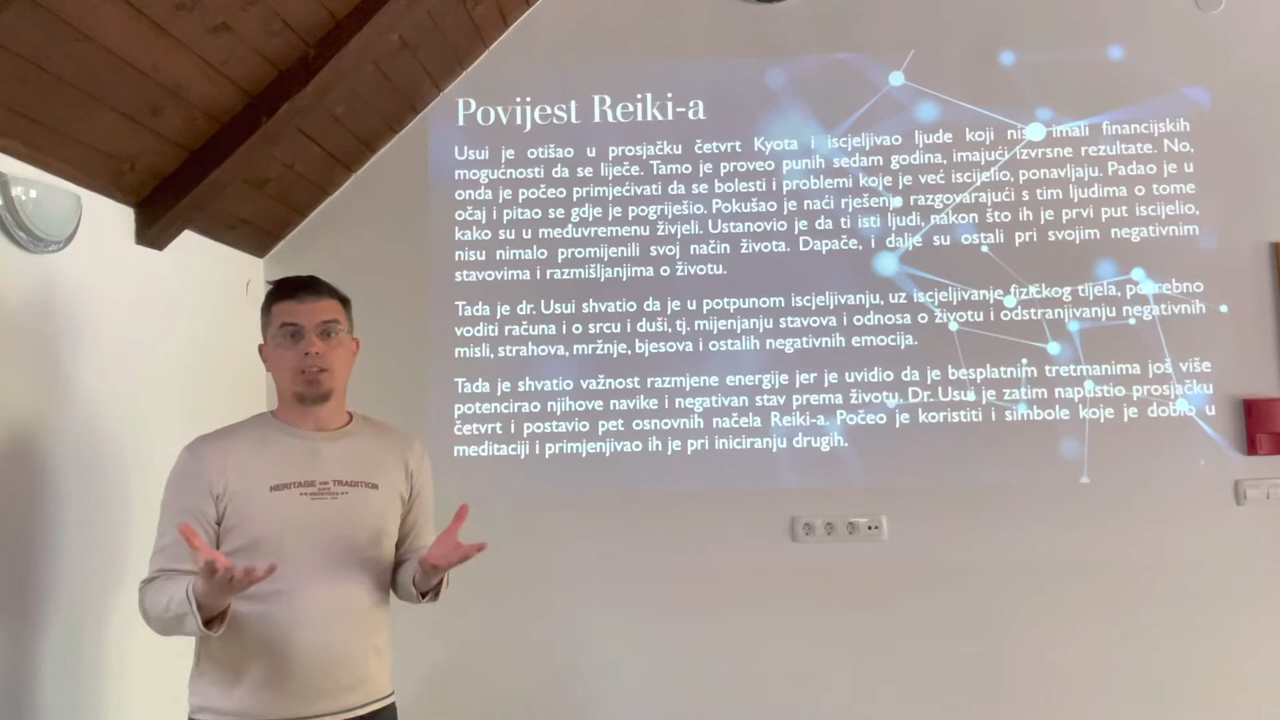 Povijest Reiki-a
Usui je otišao u prosjačku četvrt Kyota i iscjeljivao ljude koji nisu imali financijskih
mogućnosti da se liječe. Tamo je proveo punih sedam godina, imajući izvrsne rezultate. No,
onda je počeo primjećivati da se bolesti i problemi koje je već iscijelio, ponavljaju. Padao je u
očaj i pitao se gdje je pogriješio. Pokušao je naći rješenje razgovarajući s tim ljudima o tome
kako su u međuvremenu živjeli. Ustanovio je da ti isti ljudi, nakon što ih je prvi put iscijelio,
nisu nimalo promijenili svoj način života. Dapače, i dalje su ostali pri svojim negativnim
stavovima i razmišljanjima o životu.
Tada je dr. Usui shvatio da je u potpunom iscjeljivanju, uz iscjeljivanje fizičkog tijela, potrebno
voditi računa i o srcu i duši, tj. mijenjanju stavova i odnosa o životu i odstranjivanju negativnih
misli, strahova, mržnje, bjesova i ostalih negativnih emocija.
Tada je shvatio važnost razmjene energije jer je uvidio da je besplatnim tretmanima još više
potencirao njihove navike i negativan stav prema životu. Dr. Usui je zatim napustio prosjačku
četvrt i postavio pet osnovnih načela Reiki-a. Počeo je koristiti i simbole koje je dobio u
meditaciji i primjenjivao ih je pri iniciranju drugih.
HERITAGE AND TRADITION